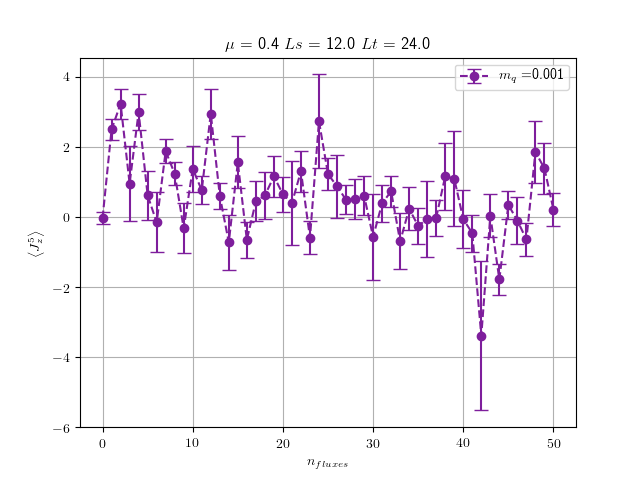 μ = 0.4 Ls = 12.0 Lt = 24.0
m_q =0.001
4
2
0
−2
−4
−6
⟨J_z^5⟩
0 10 20 30 40 50
n_fluxes